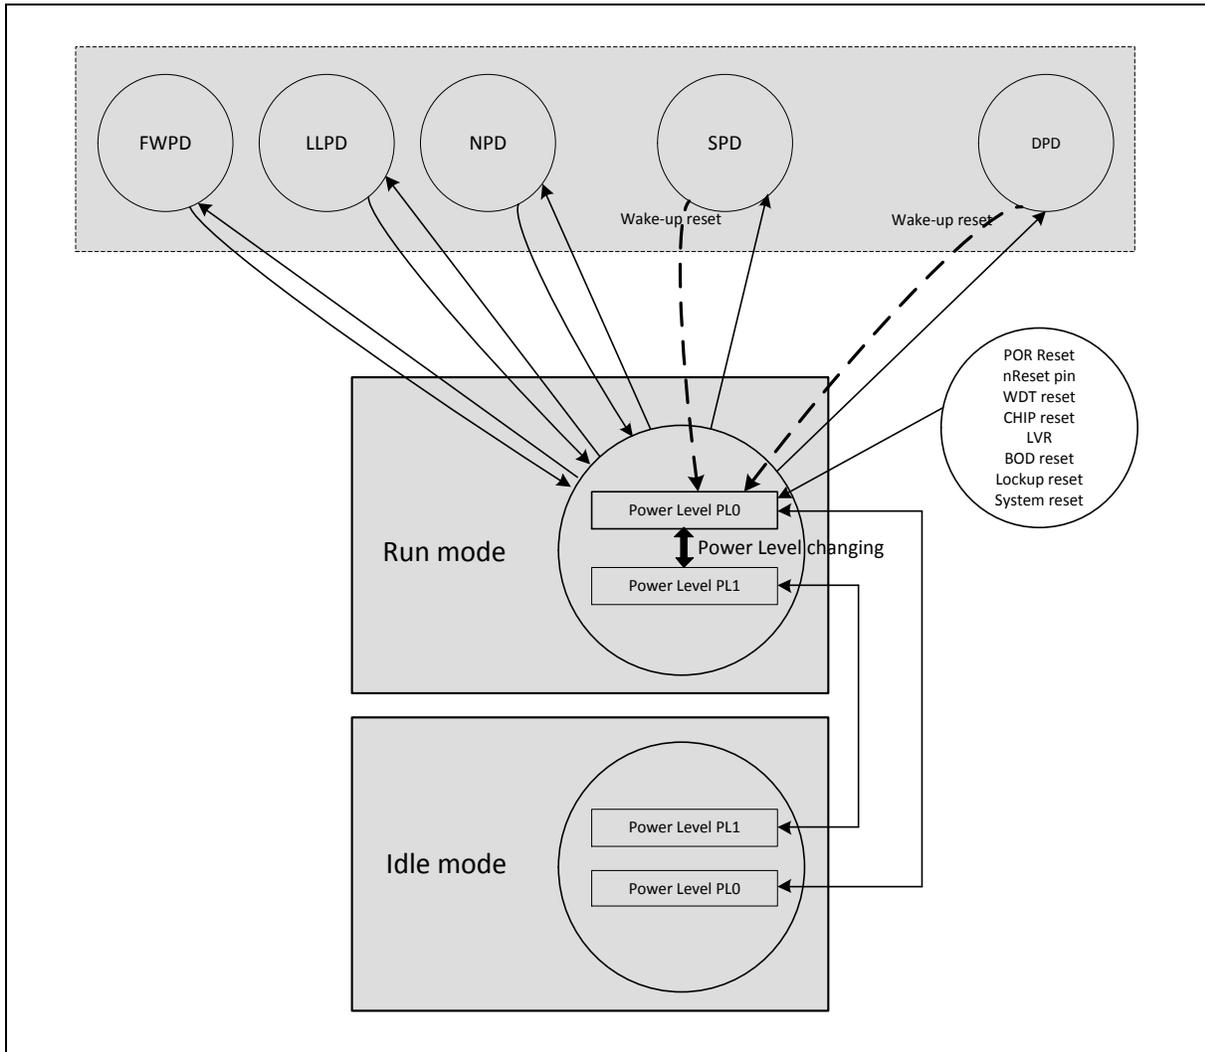 FWPD
LLPD
NPD
SPD
DPD
Wake-up reset
Wake-up reset
POR Reset
nReset pin
WDT reset
CHIP reset
LVR
BOD reset
Lockup reset
System reset
Power Level PL0
Run mode
Power Level changing
Power Level PL1
Power Level PL1
Idle mode
Power Level PL0